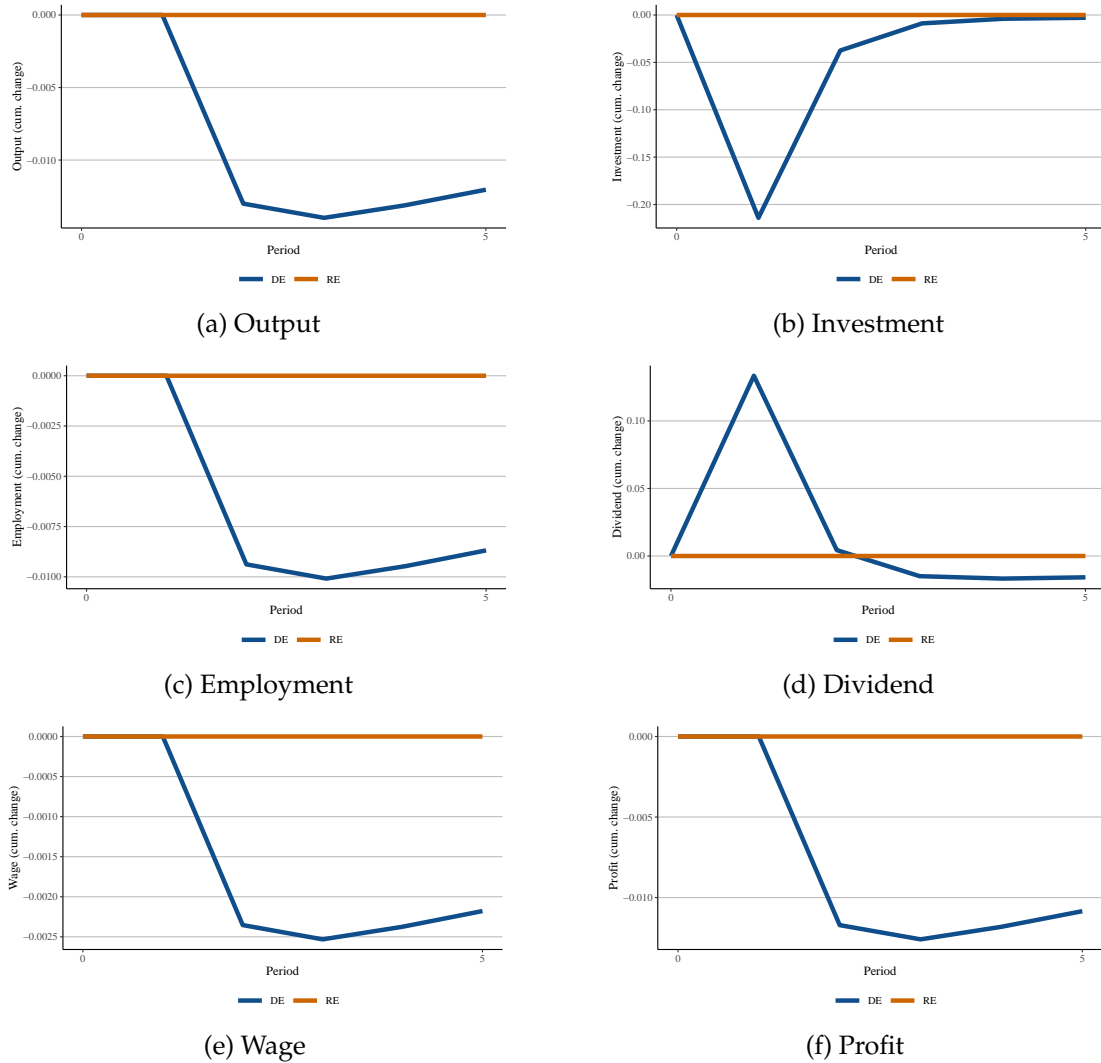 0.000
−0.005
−0.010
Output (cum. change)
0
5
Period
DE RE
(a) Output
0.00
−0.05
−0.10
−0.15
−0.20
Investment (cum. change)
0
5
Period
DE RE
(b) Investment
0.0000
−0.0025
−0.0050
−0.0075
−0.0100
Employment (cum. change)
0
5
Period
DE RE
(c) Employment
0.10
0.05
0.00
Dividend (cum. change)
0
5
Period
DE RE
(d) Dividend
0.0000
−0.0005
−0.0010
−0.0015
−0.0020
−0.0025
Wage (cum. change)
0
5
Period
DE RE
(e) Wage
0.000
−0.005
−0.010
Profit (cum. change)
0
5
Period
DE RE
(f) Profit